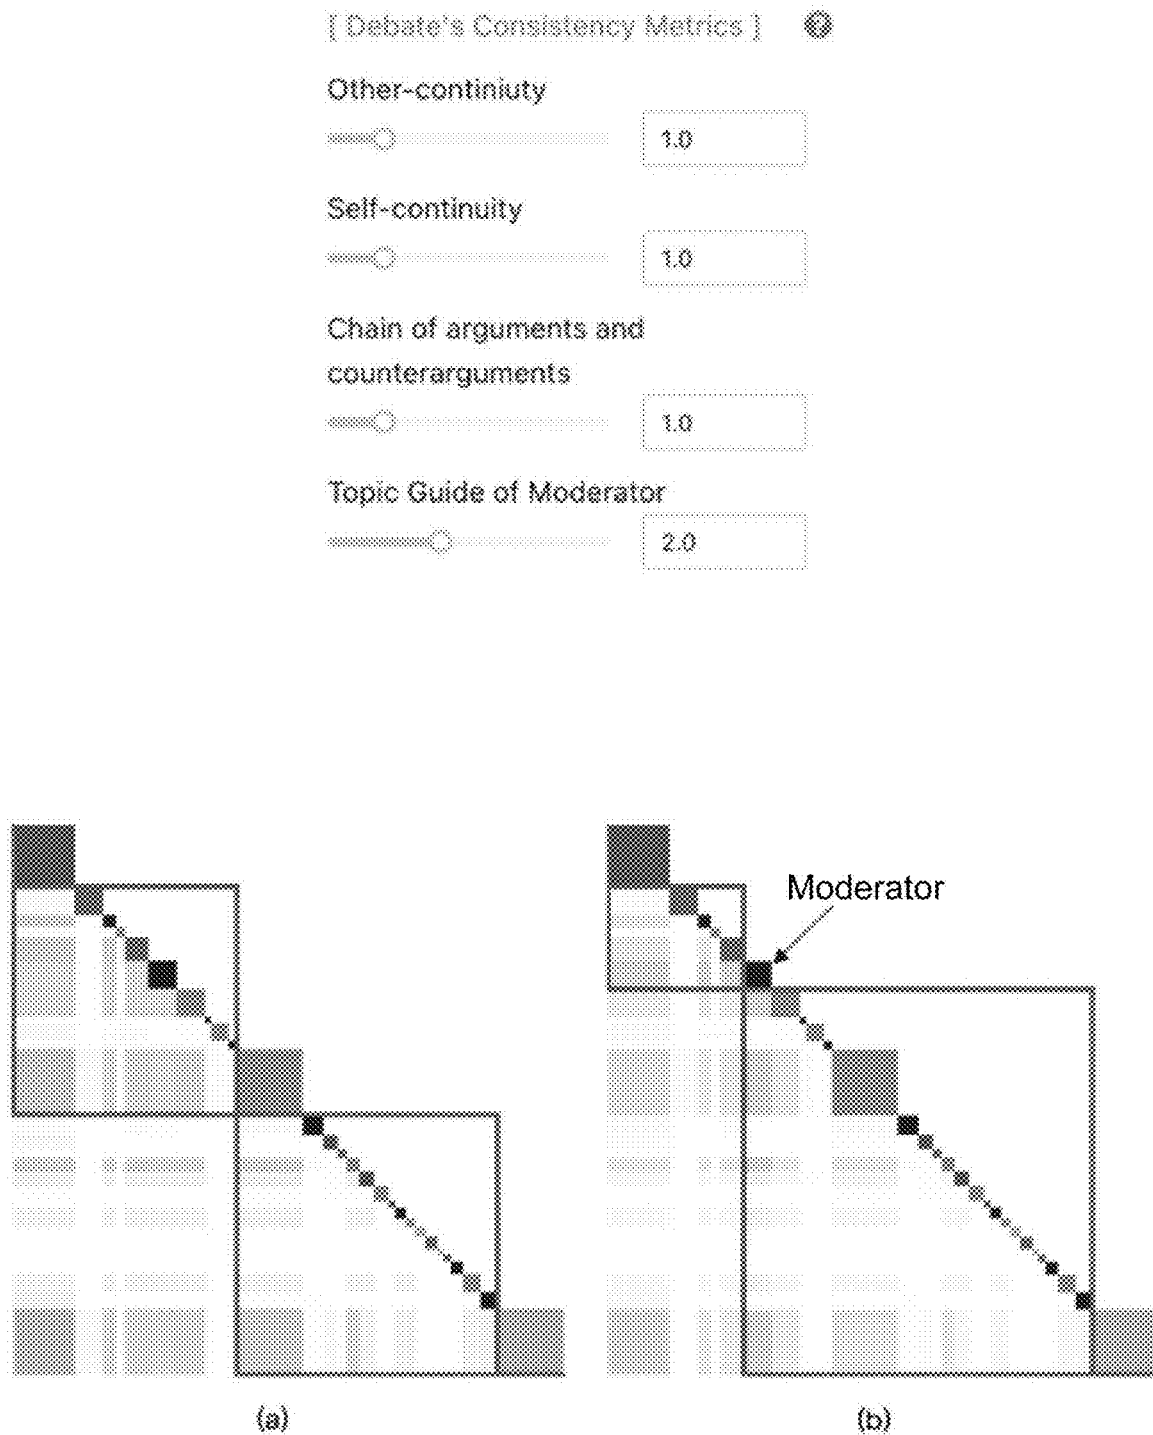 [ Debate's Consistency Metrics ] ?
Other-continiuty
1.0
Self-continuity
1.0
Chain of arguments and
counterarguments
1.0
Topic Guide of Moderator
2.0
Moderator
(a) (b)